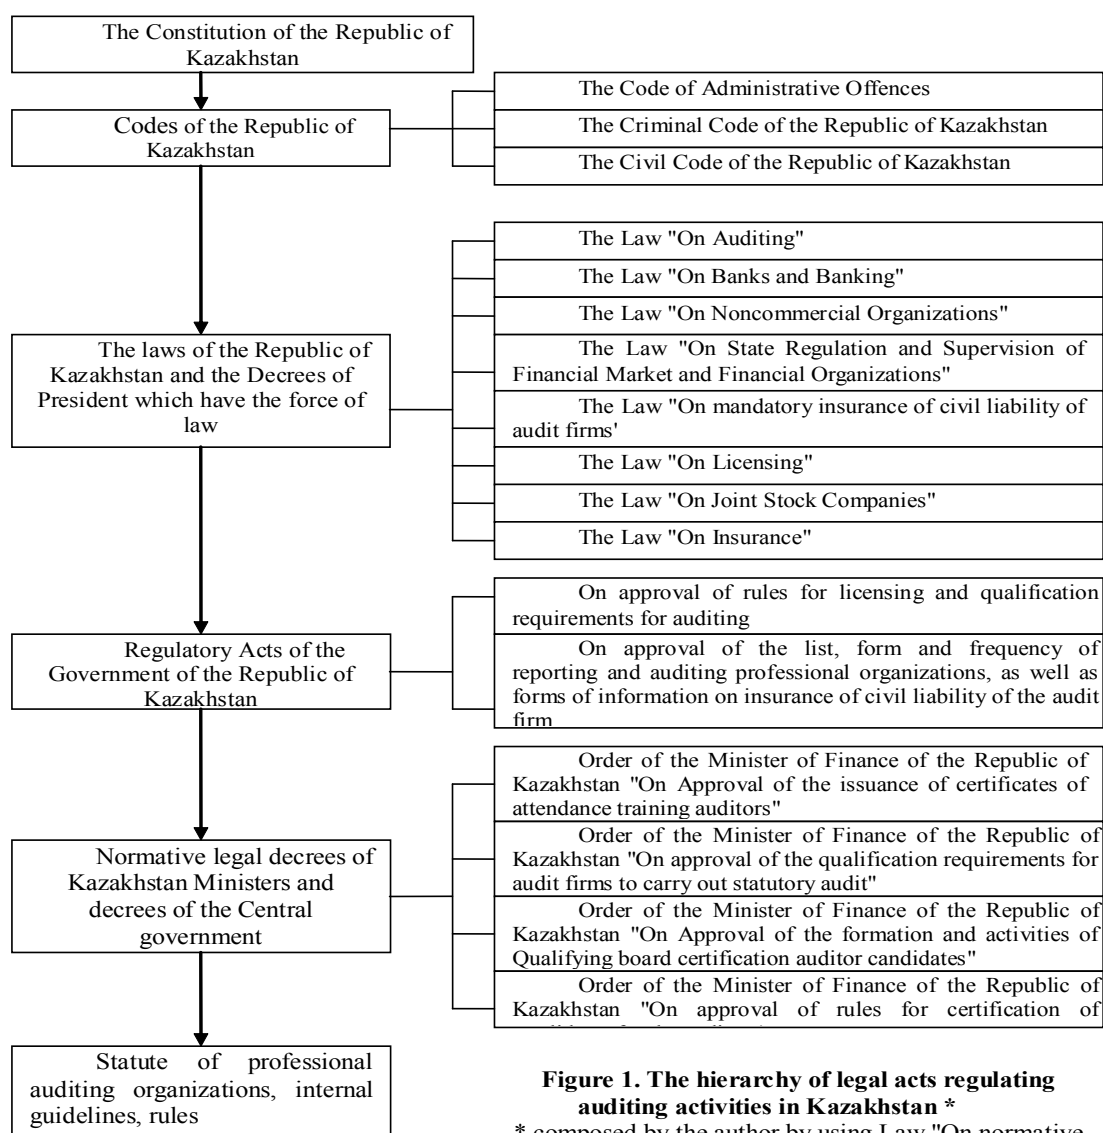 The Constitution of the Republic of
Kazakhstan
Codes of the Republic of
Kazakhstan
The Code of Administrative Offences
The Criminal Code of the Republic of Kazakhstan
The Civil Code of the Republic of Kazakhstan
The laws of the Republic of
Kazakhstan and the Decrees of
President which have the force of
law
The Law "On Auditing"
The Law "On Banks and Banking"
The Law "On Noncommercial Organizations"
The Law "On State Regulation and Supervision of
Financial Market and Financial Organizations"
The Law "On mandatory insurance of civil liability of
audit firms'
The Law "On Licensing"
The Law "On Joint Stock Companies"
The Law "On Insurance"
Regulatory Acts of the
Government of the Republic of
Kazakhstan
On approval of rules for licensing and qualification
requirements for auditing
On approval of the list, form and frequency of
reporting and auditing professional organizations, as well as
forms of information on insurance of civil liability of the audit
firm
Normative legal decrees of
Kazakhstan Ministers and
decrees of the Central
government
Order of the Minister of Finance of the Republic of
Kazakhstan "On Approval of the issuance of certificates of
attendance training auditors"
Order of the Minister of Finance of the Republic of
Kazakhstan "On approval of the qualification requirements for
audit firms to carry out statutory audit"
Order of the Minister of Finance of the Republic of
Kazakhstan "On Approval of the formation and activities of
Qualifying board certification auditor candidates"
Order of the Minister of Finance of the Republic of
Kazakhstan "On approval of rules for certification of
Statute of professional
auditing organizations, internal
guidelines, rules
Figure 1. The hierarchy of legal acts regulating
auditing activities in Kazakhstan *
* composed by the author by using Law "On normative